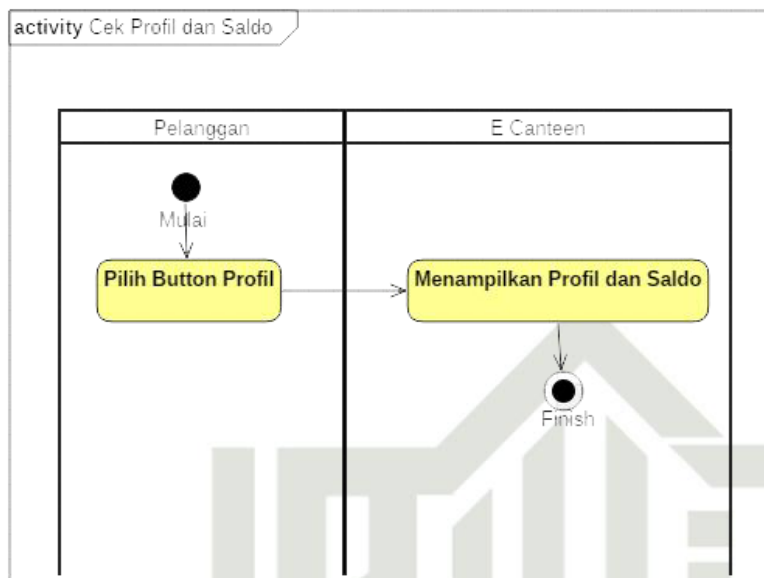 activity Cek Profil dan Saldo
Pelanggan
E Canteen
Mulai
Pilih Button Profil
Menampilkan Profil dan Saldo
Finish